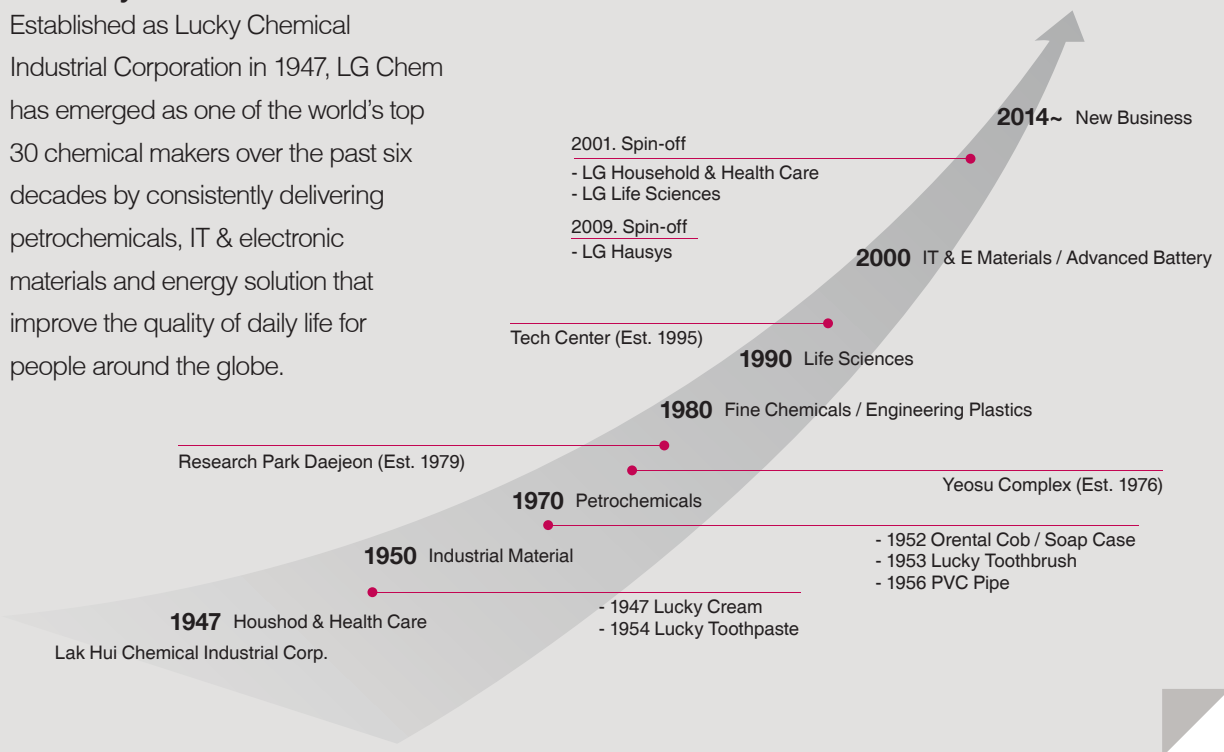 Established as Lucky Chemical
Industrial Corporation in 1947, LG Chem
has emerged as one of the world's top
30 chemical makers over the past six
decades by consistently delivering
petrochemicals, IT & electronic
materials and energy solution that
improve the quality of daily life for
people around the globe.
2014~ New Business
2001. Spin-off
- LG Household & Health Care
- LG Life Sciences
2009. Spin-off
- LG Hausys
2000 IT & E Materials / Advanced Battery
Tech Center (Est. 1995)
1990 Life Sciences
1980 Fine Chemicals / Engineering Plastics
Research Park Daejeon (Est. 1979)
Yeosu Complex (Est. 1976)
1970 Petrochemicals
- 1952 Orental Cob / Soap Case
- 1953 Lucky Toothbrush
- 1956 PVC Pipe
1950 Industrial Material
- 1947 Lucky Cream
- 1954 Lucky Toothpaste
1947 Houshod & Health Care
Lak Hui Chemical Industrial Corp.